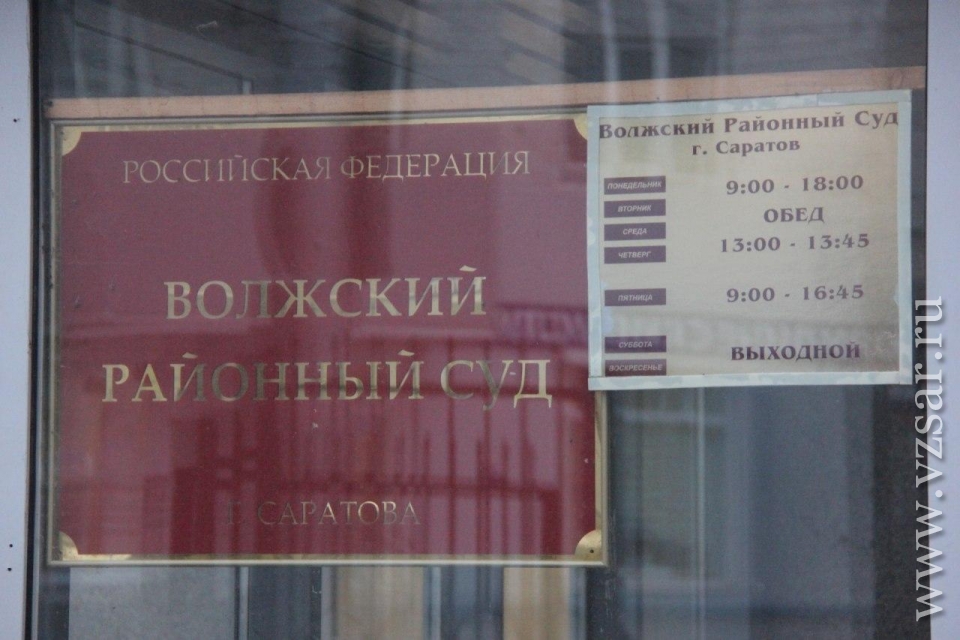 РОССИЙСКАЯ ФЕДЕРАЦИЯ
ВОЛЖСКИЙ
РАЙОННЫЙ СУД
Г. САРАТОВА
Волжский Районный Суд
г. Саратов
ПОНЕДЕЛЬНИК
ВТОРНИК
СРЕДА
ЧЕТВЕРГ
9:00 - 18:00
ОБЕД
13:00 - 13:45
ПЯТНИЦА
9:00 - 16:45
СУББОТА
ВОСКРЕСЕНЬЕ
ВЫХОДНОЙ
www.vzsar.ru